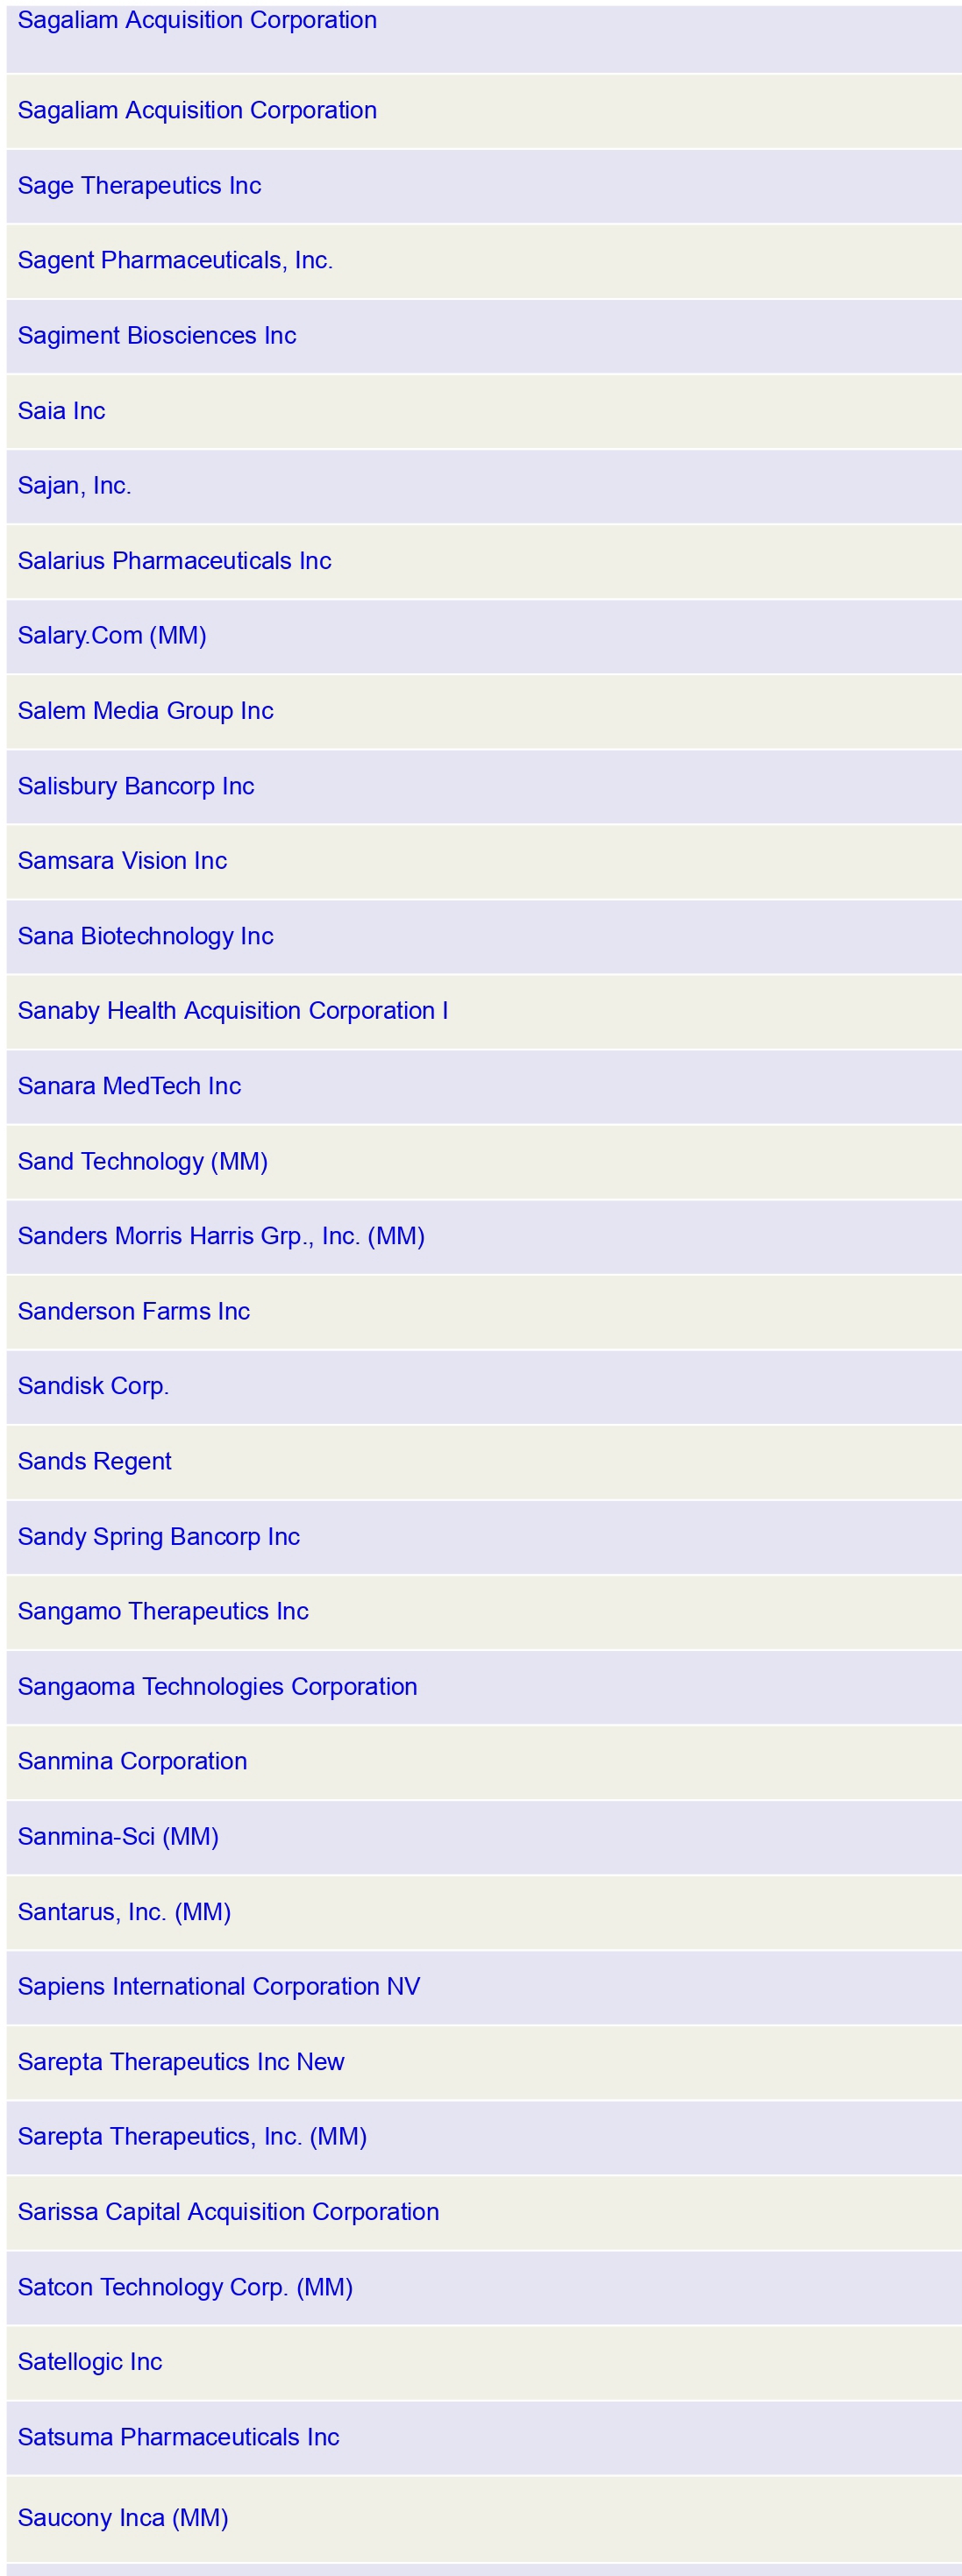 Sagaliam Acquisition Corporation
Sagaliam Acquisition Corporation
Sage Therapeutics Inc
Sagent Pharmaceuticals, Inc.
Sagiment Biosciences Inc
Saia Inc
Sajan, Inc.
Salarius Pharmaceuticals Inc
Salary.Com (MM)
Salem Media Group Inc
Salisbury Bancorp Inc
Samsara Vision Inc
Sana Biotechnology Inc
Sanaby Health Acquisition Corporation I
Sanara MedTech Inc
Sand Technology (MM)
Sanders Morris Harris Grp., Inc. (MM)
Sanderson Farms Inc
Sandisk Corp.
Sands Regent
Sandy Spring Bancorp Inc
Sangamo Therapeutics Inc
Sangaoma Technologies Corporation
Sanmina Corporation
Sanmina-Sci (MM)
Santarus, Inc. (MM)
Sapiens International Corporation NV
Sarepta Therapeutics Inc New
Sarepta Therapeutics, Inc. (MM)
Sarissa Capital Acquisition Corporation
Satcon Technology Corp. (MM)
Satellogic Inc
Satsuma Pharmaceuticals Inc
Saucony Inca (MM)